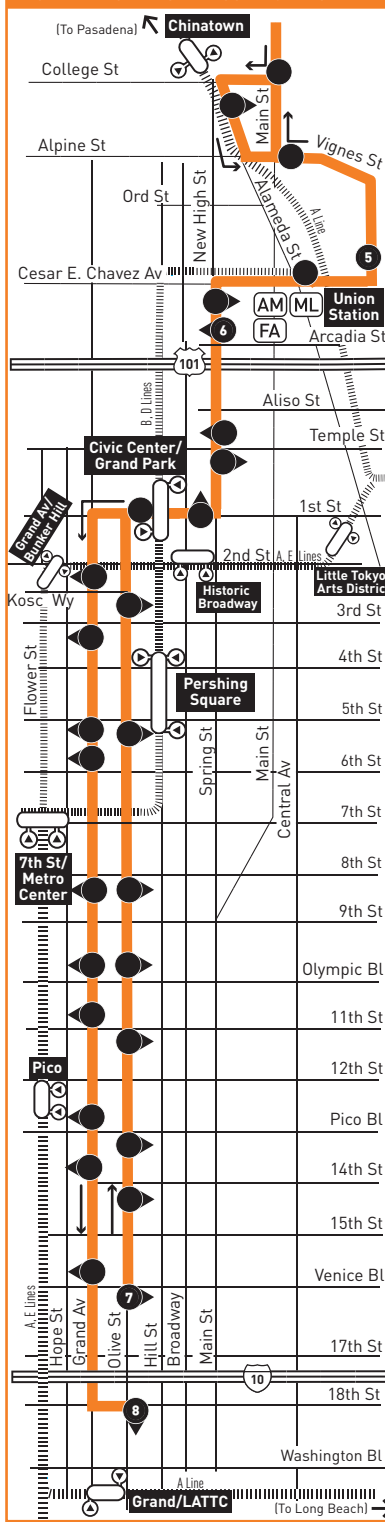 (To Pasadena)
Chinatown
College St
Main St
Vignes St
Alpine St
Ord St
New High St
Alameda St
A Line
5
Cesar E. Chavez Av
AM
ML
FA
Union
Station
6
Arcadia St
101
B, D Lines
Aliso St
Temple St
Civic Center/
Grand Park
Grand Av/
Bunker Hill
1st St
2nd St
A, E Lines
Historic
Broadway
Little Tokyo
Arts District
Kosc Wy
3rd St
4th St
Flower St
Pershing
Square
5th St
Spring St
Main St
Central Av
6th St
7th St
7th St/
Metro
Center
8th St
9th St
Olympic Bl
11th St
12th St
Pico
Pico Bl
14th St
15th St
Venice Bl
7
A, E Lines
Hope St
Grand Av
Olive St
Hill St
Broadway
Main St
17th St
10
18th St
8
Washington Bl
A Line
Grand/LATTC
(To Long Beach)